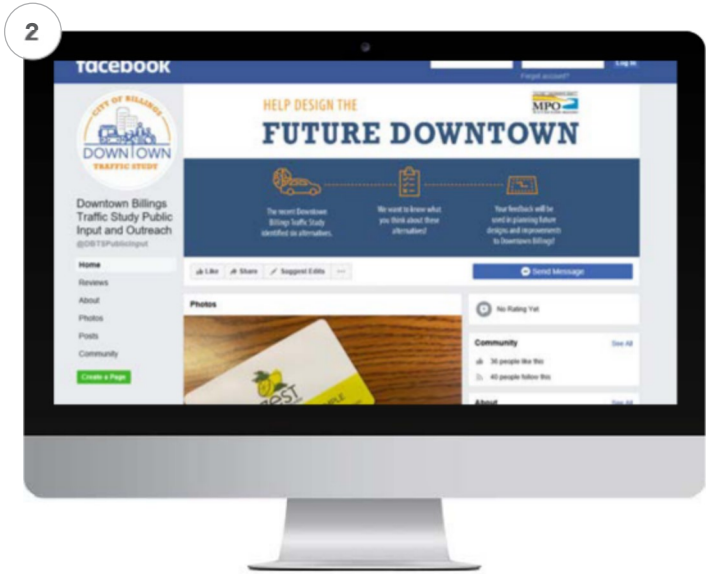 2
facebook
Log In
Forgot account?
CITY OF BILLINGS
DOWNTOWN
TRAFFIC STUDY
HELP DESIGN THE
MPO
FUTURE DOWNTOWN
The recent Downtown
Billings Traffic Study
identified six alternatives.
We want to know what
you think about these
alternatives!
Your feedback will be
used in planning future
designs and improvements
to Downtown Billings!
Downtown Billings
Traffic Study Public
Input and Outreach
@DBTSPublicInput
Home
Reviews
About
Photos
Posts
Community
Create a Page
Like Share Suggest Edits ...
Send Message
Photos
zest
No Rating Yet
Community See All
36 people like this
40 people follow this
About See All